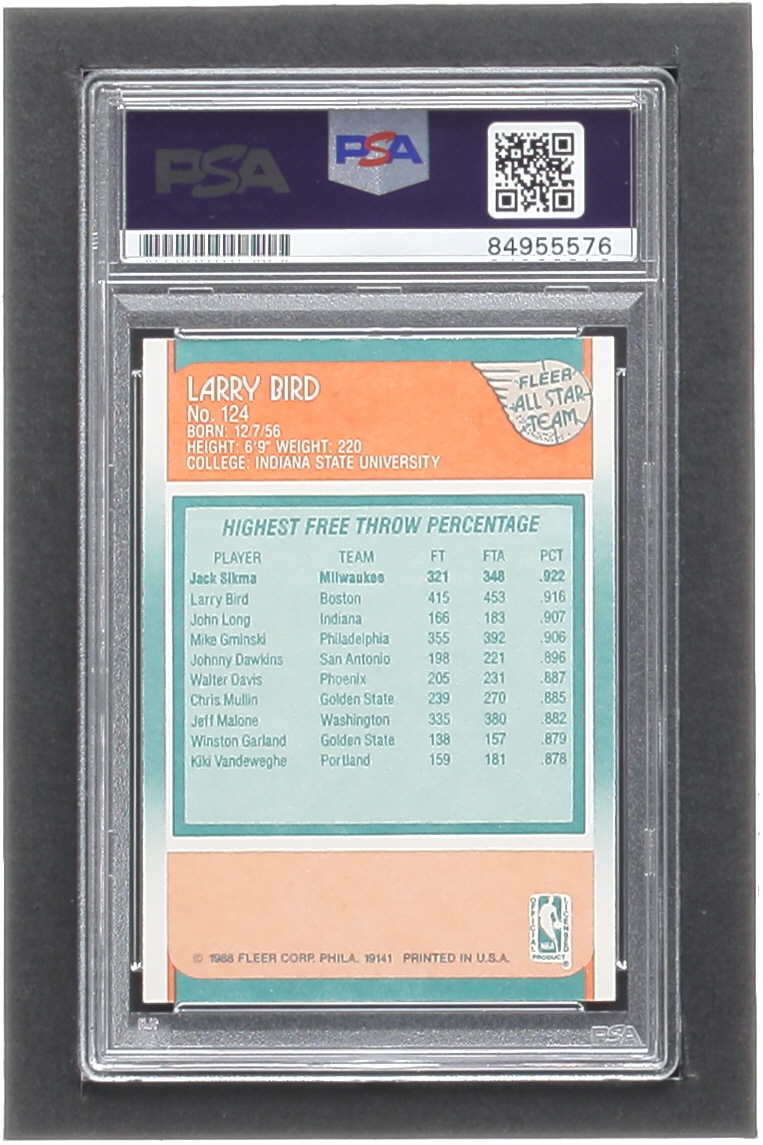 PSA
PSA
84955576
LARRY BIRD
No. 124
BORN: 12/7/56
HEIGHT: 6'9" WEIGHT: 220
COLLEGE: INDIANA STATE UNIVERSITY
FLEER
ALL STAR
TEAM
HIGHEST FREE THROW PERCENTAGE
PLAYER TEAM FT FTA PCT
Jack Sikma Milwaukee 321 348 .922
Larry Bird Boston 415 453 .916
John Long Indiana 166 183 .907
Mike Gminski Philadelphia 355 392 .906
Johnny Dawkins San Antonio 198 221 .896
Walter Davis Phoenix 205 231 .887
Chris Mullin Golden State 239 270 .885
Jeff Malone Washington 335 380 .882
Winston Garland Golden State 138 157 .879
Kiki Vandeweghe Portland 159 181 .878
OFFICIAL LICENSED
NBA
PRODUCT ®
© 1988 FLEER CORP. PHILA. 19141 PRINTED IN U.S.A.
PSA